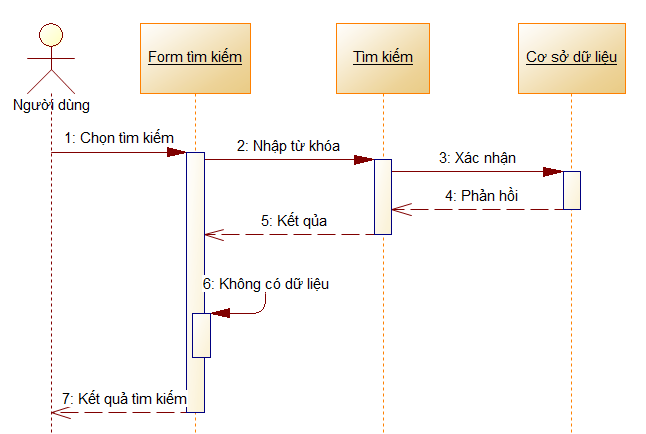 Form tìm kiếm
Tìm kiếm
Cơ sở dữ liệu
Người dùng
1: Chọn tìm kiếm
2: Nhập từ khóa
3: Xác nhận
4: Phản hồi
5: Kết qủa
6: Không có dữ liệu
7: Kết quả tìm kiếm